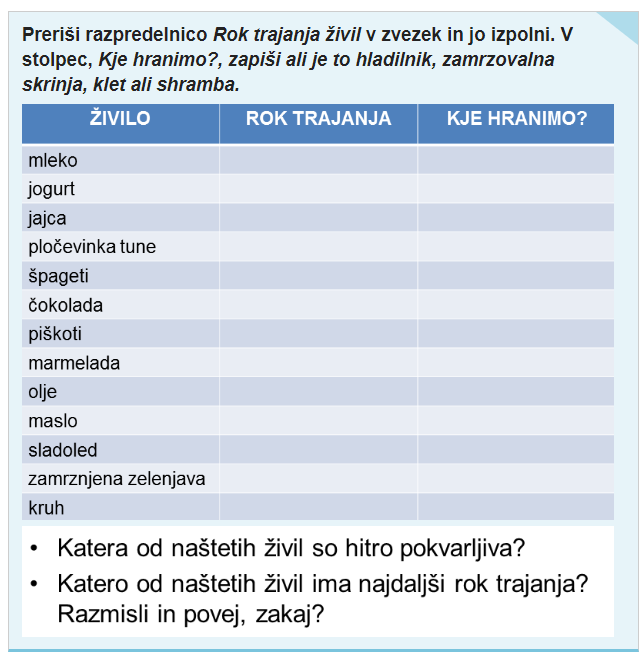 Preriši razpredelnico Rok trajanja živil v zvezek in jo izpolni. V
stolpec, Kje hranimo?, zapiši ali je to hladilnik, zamrzovalna
skrinja, klet ali shramba.
ŽIVILO ROK TRAJANJA KJE HRANIMO?
mleko
jogurt
jajca
pločevinka tune
špageti
čokolada
piškoti
marmelada
olje
maslo
sladoled
zamrznjena zelenjava
kruh
• Katera od naštetih živil so hitro pokvarljiva?
• Katero od naštetih živil ima najdaljši rok trajanja?
Razmisli in povej, zakaj?